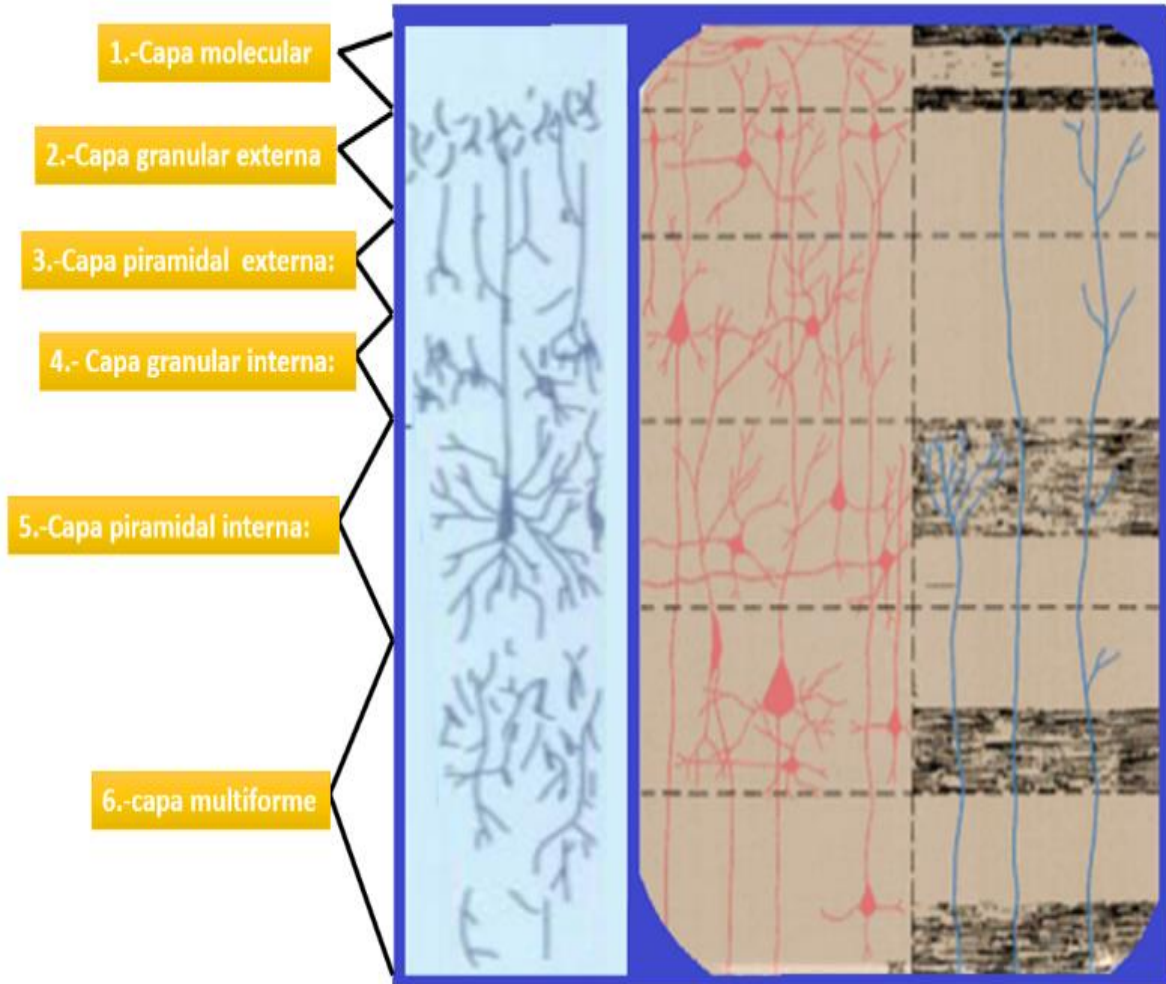 1.-Capa molecular
2.-Capa granular externa
3.-Capa piramidal  externa:
4.- Capa granular interna:
5.-Capa piramidal interna:
6.-capa multiforme